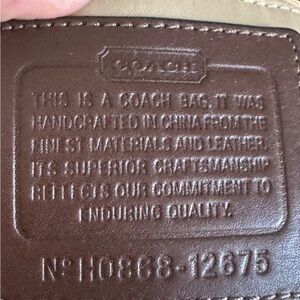 COACH
THIS IS A COACH BAG. IT WAS
HANDCRAFTED IN CHINA FROM THE
FINEST MATERIALS AND LEATHER.
ITS SUPERIOR CRAFTSMANSHIP
REFLECTS OUR COMMITMENT TO
ENDURING QUALITY.
Nº H0868-12675